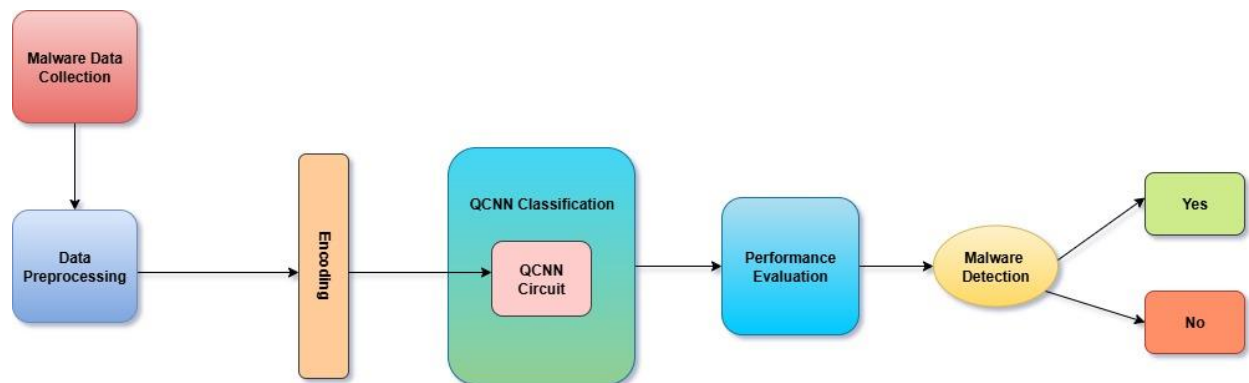 Malware Data
Collection
Data
Preprocessing
Encoding
QCNN Classification
QCNN
Circuit
Performance
Evaluation
Malware
Detection
Yes
No